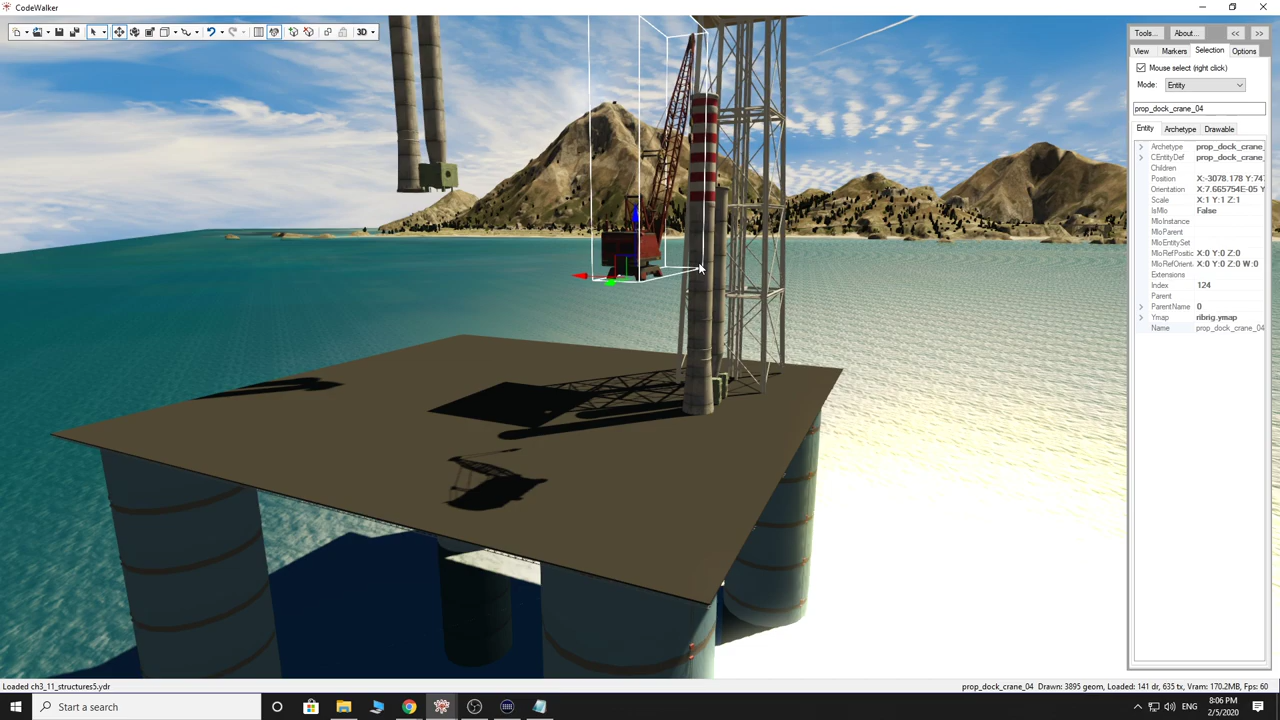 CodeWalker
3D
Tools...
About...
<<
>>
View
Markers
Selection
Options
Mouse select (right click)
Mode:
Entity
prop_dock_crane_04
Entity
Archetype
Drawable
Archetype prop_dock_crane_
CEntityDef prop_dock_crane_
Children
Position X:-3078.178 Y:74
Orientation X:7.665754E-05 Y
Scale X:1 Y:1 Z:1
IsMlo False
MloInstance
MloParent
MloEntitySet
MloRefPositic X:0 Y:0 Z:0
MloRefOrient. X:0 Y:0 Z:0 W:0
Extensions
Index 124
Parent
ParentName 0
Ymap ribrig.ymap
Name prop_dock_crane_04
Loaded ch3_11_structures5.ydr
prop_dock_crane_04 Drawn: 3895 geom, Loaded: 141 dr, 635 tx, Vram: 170.2MB, Fps: 60
Start a search
ENG
8:06 PM
2/5/2020